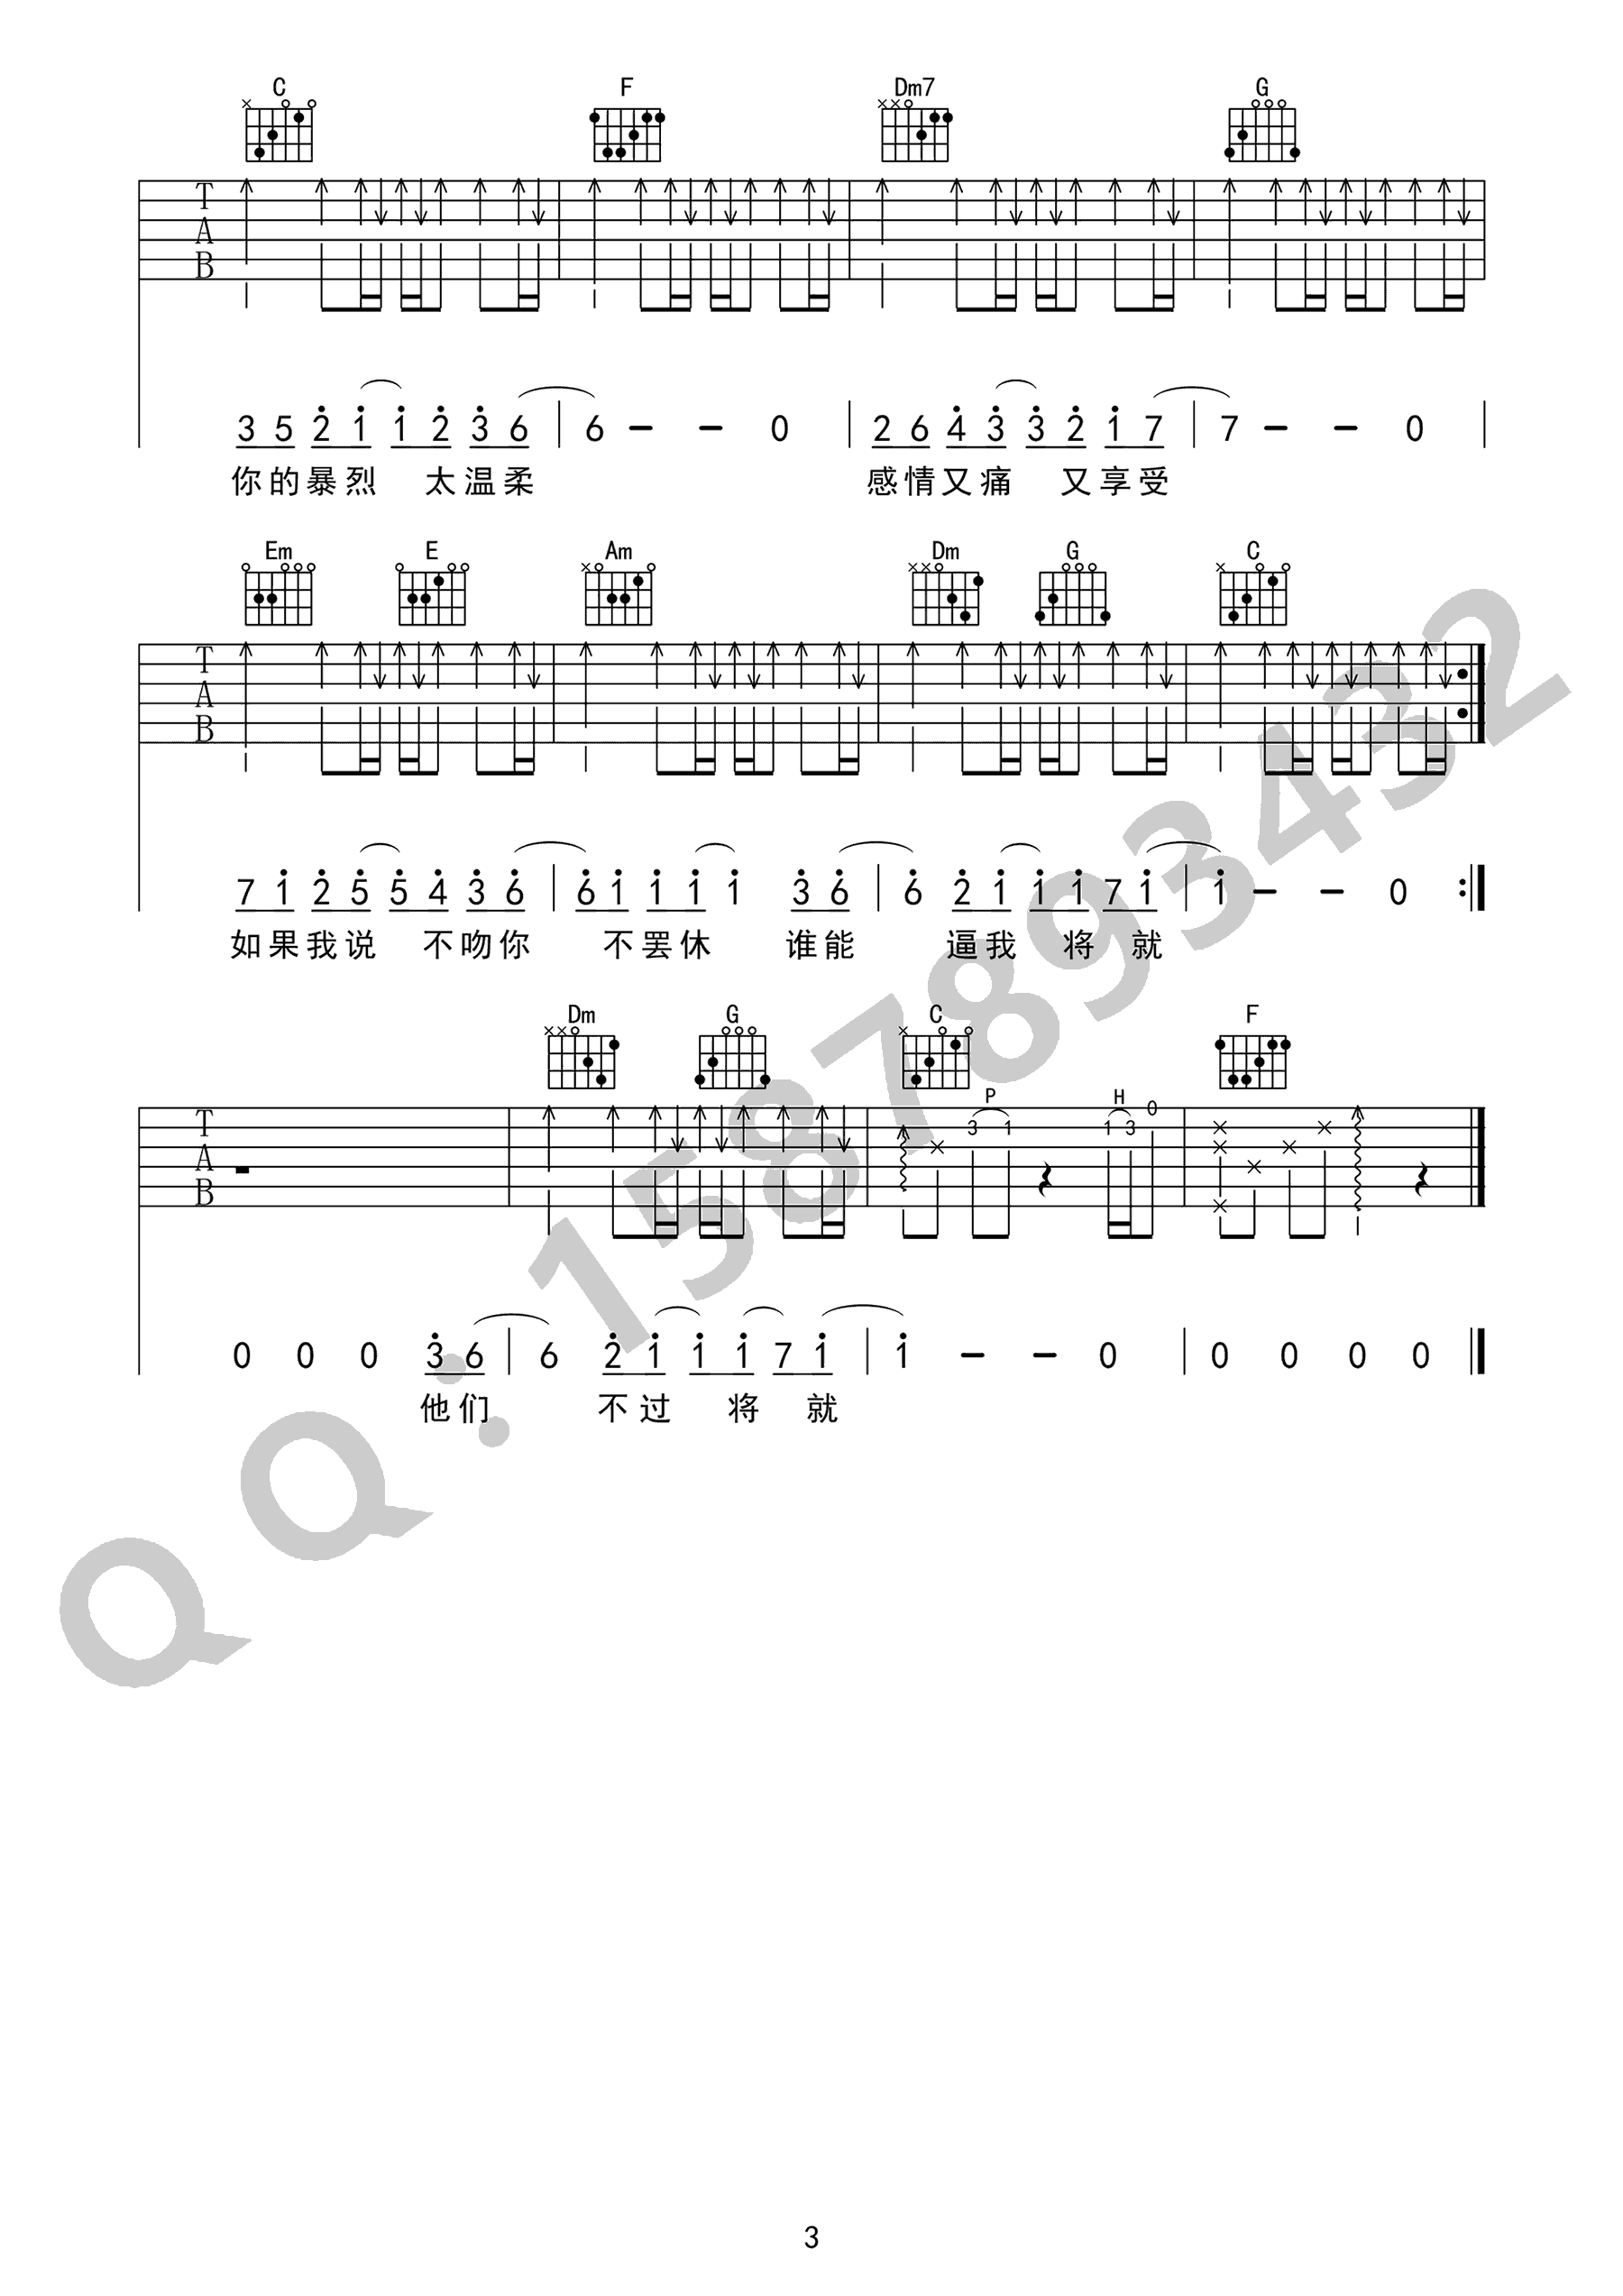 C F Dm7 G
T
A
B
3 5 2 1 1 2 3 6 6 - - 0 2 6 4 3 3 2 1 7 7 - - 0
你的暴烈 太温柔 感情又痛 又享受
Em E Am Dm G C
T
A
B
7 1 2 5 5 4 3 6 6 1 1 1 1 3 6 6 2 1 1 1 7 1 1 - - 0
如果我说 不吻你 不罢休 谁能 逼我 将 就
Dm G C F
P H
T 3 1 1 3 0
A
B
0 0 0 3 6 6 2 1 1 1 7 1 1 - - 0 0 0 0 0
他们 不过 将 就
QQ:1587893432
3